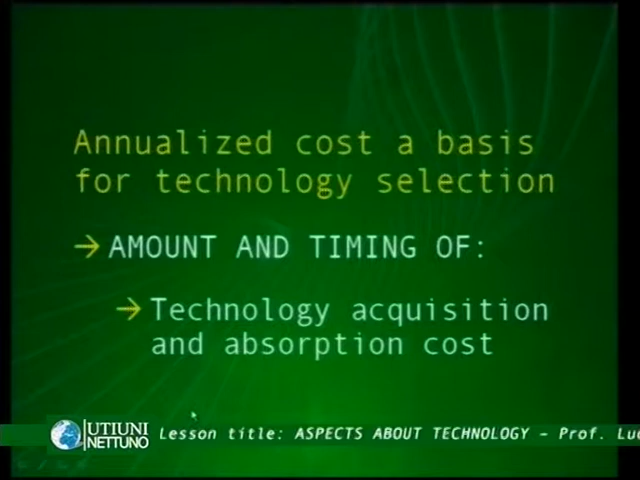 Annualized cost a basis
for technology selection
→ AMOUNT AND TIMING OF:
→ Technology acquisition
and absorption cost
UTIUNI
NETTUNO
Lesson title: ASPECTS ABOUT TECHNOLOGY – Prof.